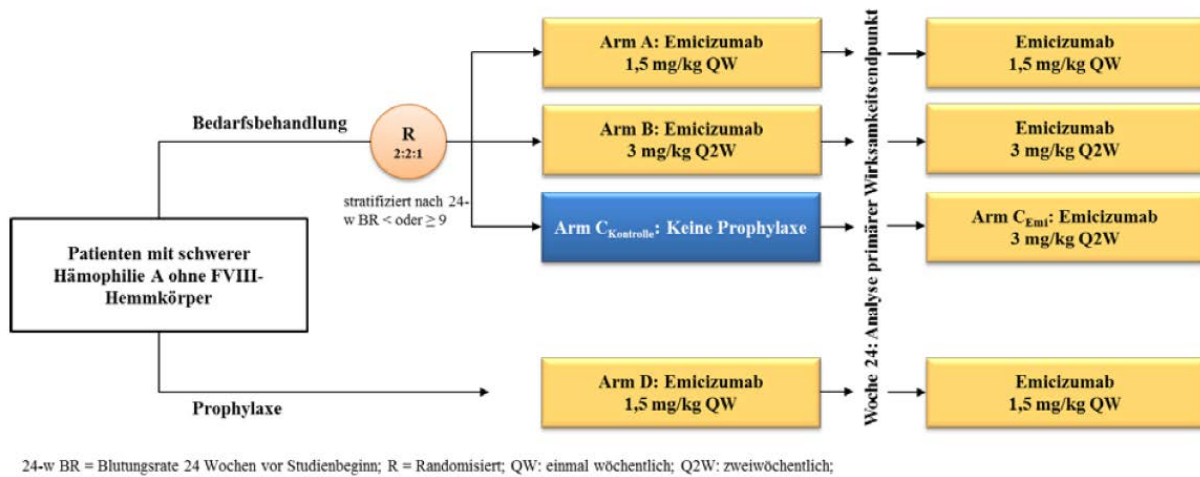 Arm A: Emicizumab
1,5 mg/kg QW
Emicizumab
1,5 mg/kg QW
Bedarfsbehandlung
R
2:2:1
Arm B: Emicizumab
3 mg/kg Q2W
Emicizumab
3 mg/kg Q2W
stratifiziert nach 24-
w BR < oder ≥ 9
Arm CKontrolle: Keine Prophylaxe
Arm CEmi: Emicizumab
3 mg/kg Q2W
Woche 24: Analyse primärer Wirksamkeitsendpunkt
Patienten mit schwerer
Hämophilie A ohne FVIII-
Hemmkörper
Prophylaxe
Arm D: Emicizumab
1,5 mg/kg QW
Emicizumab
1,5 mg/kg QW
24-w BR = Blutungsrate 24 Wochen vor Studienbeginn; R = Randomisiert; QW: einmal wöchentlich; Q2W: zweiwöchentlich;